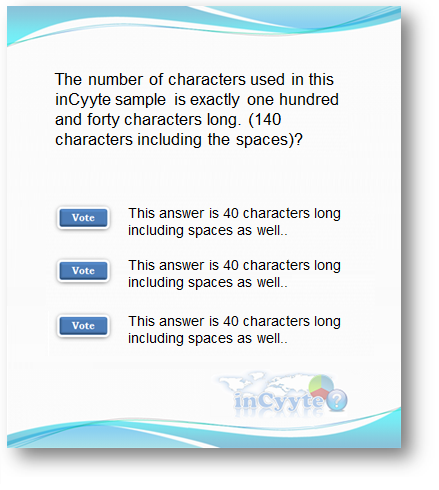 The number of characters used in this
inCyyte sample is exactly one hundred
and forty characters long. (140
characters including the spaces)?
Vote
This answer is 40 characters long
including spaces as well..
Vote
This answer is 40 characters long
including spaces as well..
Vote
This answer is 40 characters long
including spaces as well..
inCyyte?